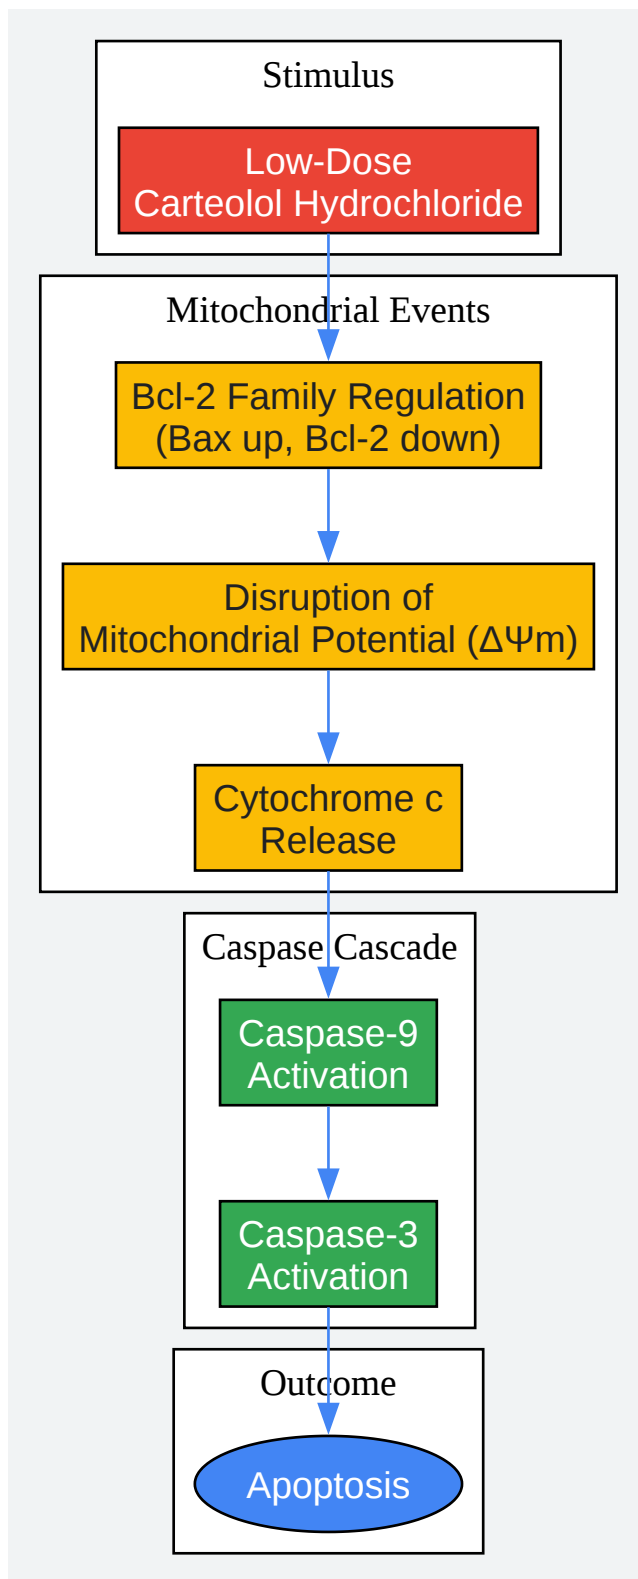 Stimulus
Low-Dose
Carteolol Hydrochloride
Mitochondrial Events
Bcl-2 Family Regulation
(Bax up, Bcl-2 down)
Disruption of
Mitochondrial Potential (ΔΨm)
Cytochrome c
Release
Caspase Cascade
Caspase-9
Activation
Caspase-3
Activation
Outcome
Apoptosis